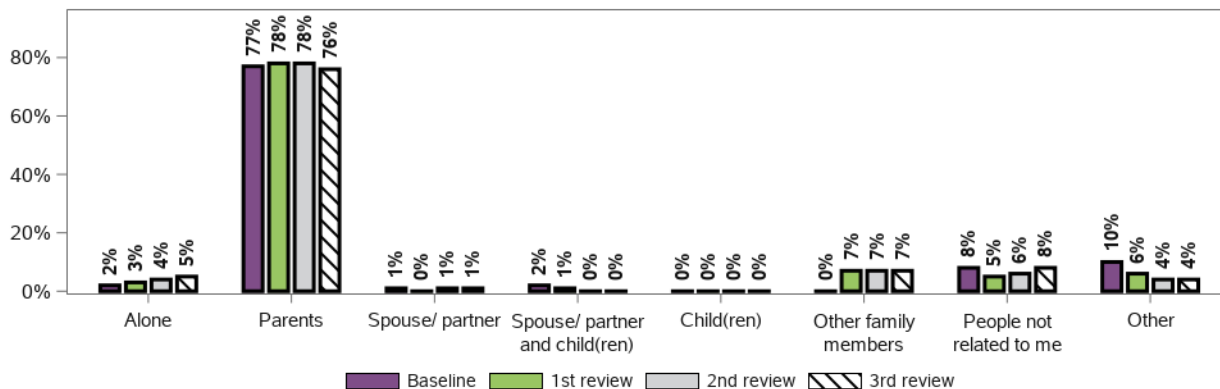 80%
60%
40%
20%
0%
77% 78% 78% 76%
2% 3% 4% 5%
1% 0% 1% 1%
2% 1% 0% 0%
0% 0% 0% 0%
0% 7% 7% 7%
8% 5% 6% 8%
10% 6% 4% 4%
Alone
Parents
Spouse/ partner
Spouse/ partner
and child(ren)
Child(ren)
Other family
members
People not
related to me
Other
Baseline
1st review
2nd review
3rd review